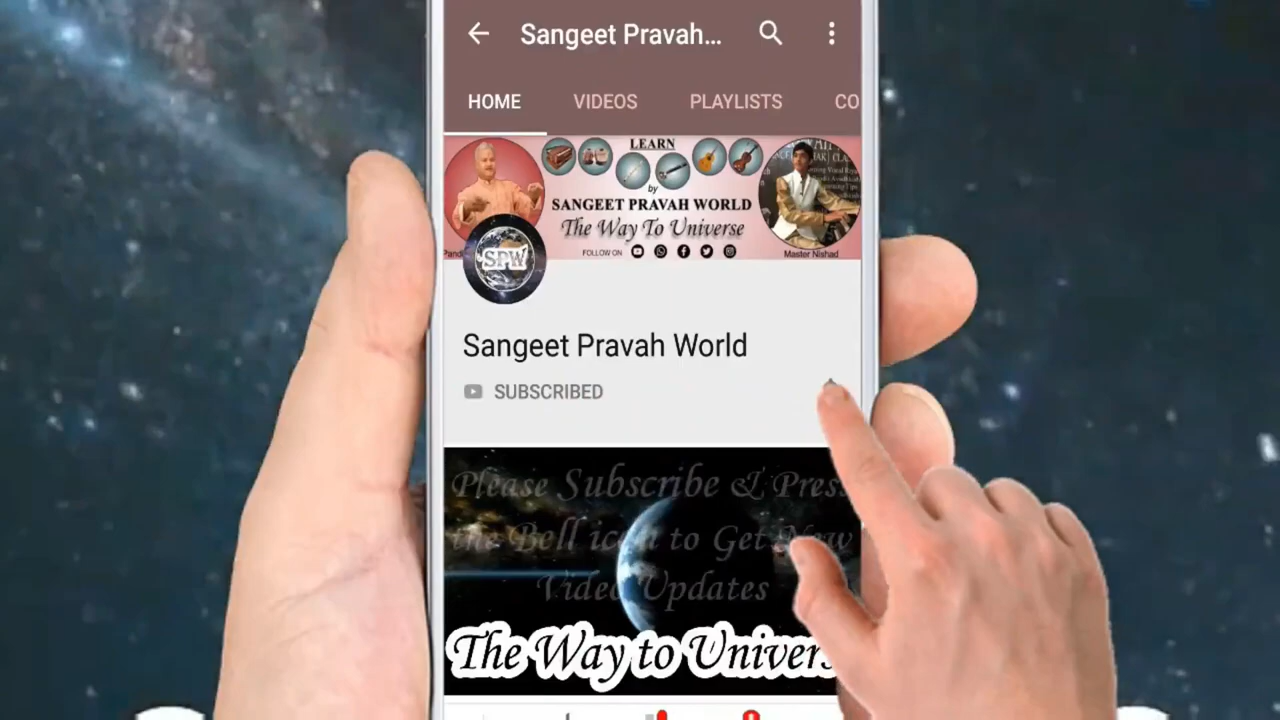 Sangeet Pravah...
HOME VIDEOS PLAYLISTS CO
LEARN
by
SANGEET PRAVAH WORLD
The Way To Universe
FOLLOW ON
Master Nishad
SPW
Sangeet Pravah World
SUBSCRIBED
Please Subscribe & Press
the Bell icon to Get New
Video Updates
The Way to Univers